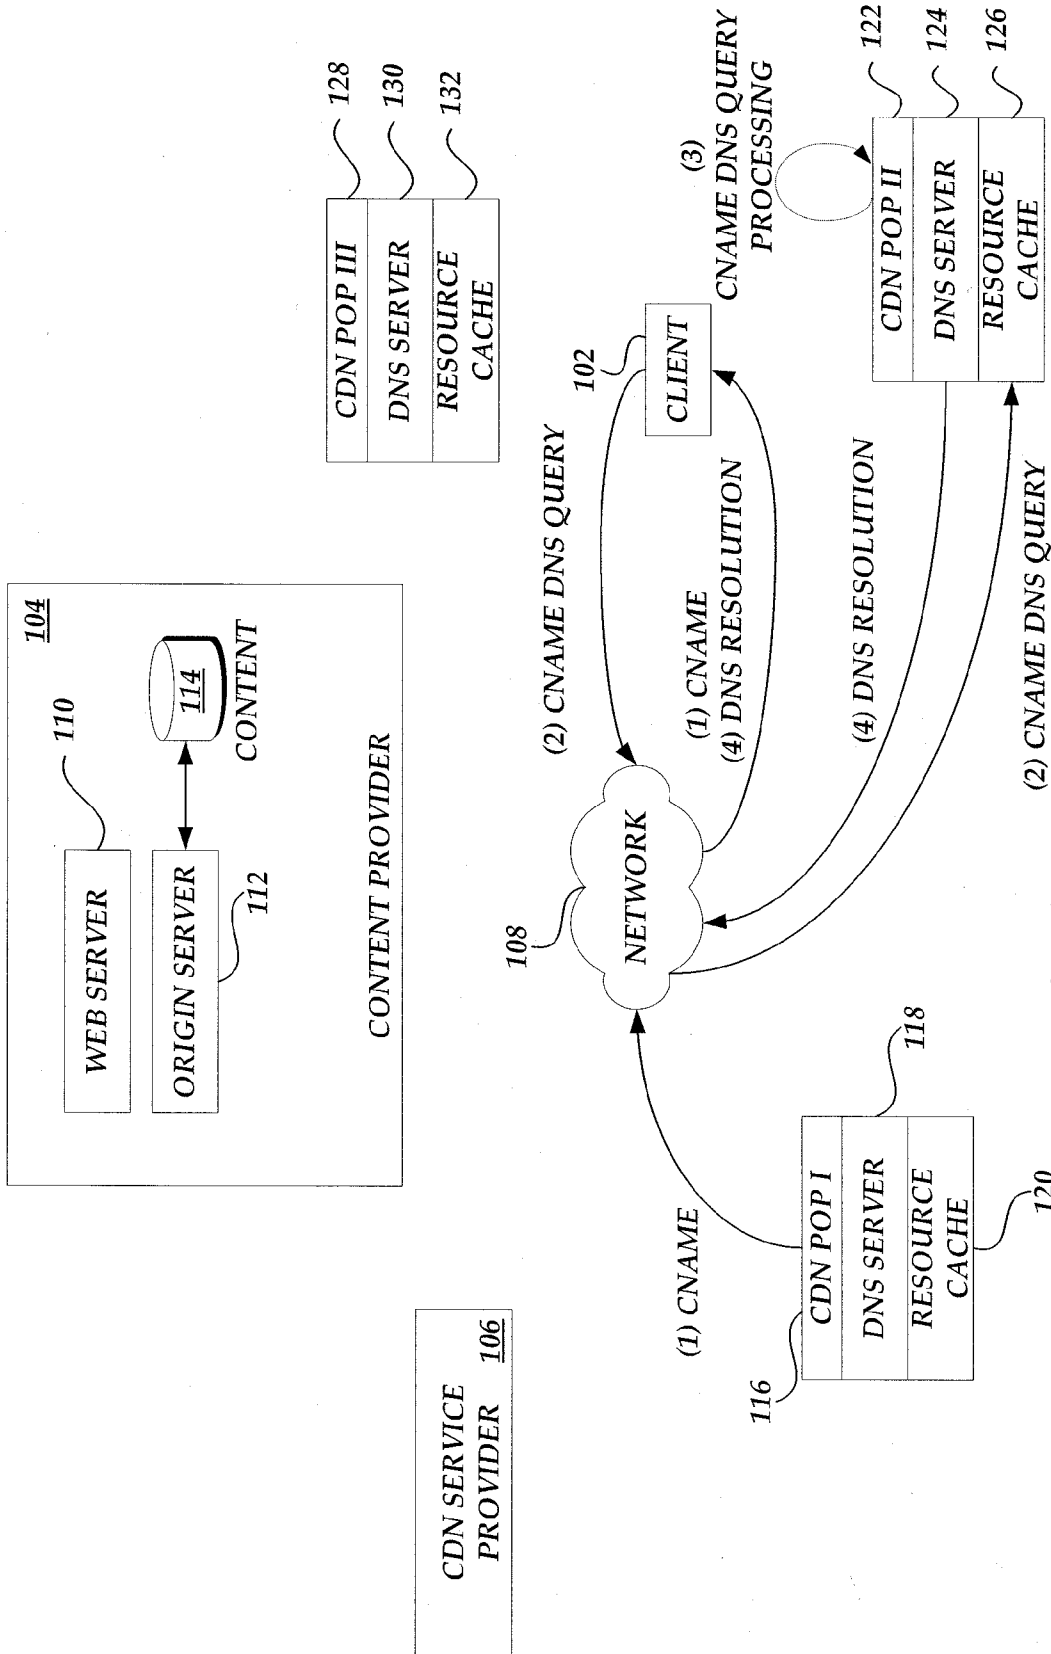 104
WEB SERVER
110
ORIGIN SERVER
112
114
CONTENT
CONTENT PROVIDER
CDN SERVICE
PROVIDER
106
CDN POP III
128
DNS SERVER
130
RESOURCE
CACHE
132
(2) CNAME DNS QUERY
102
CLIENT
(1) CNAME
(4) DNS RESOLUTION
108
NETWORK
(3)
CNAME DNS QUERY
PROCESSING
(1) CNAME
116
CDN POP I
DNS SERVER
118
RESOURCE
CACHE
120
(4) DNS RESOLUTION
CDN POP II
122
DNS SERVER
124
RESOURCE
CACHE
126
(2) CNAME DNS QUERY